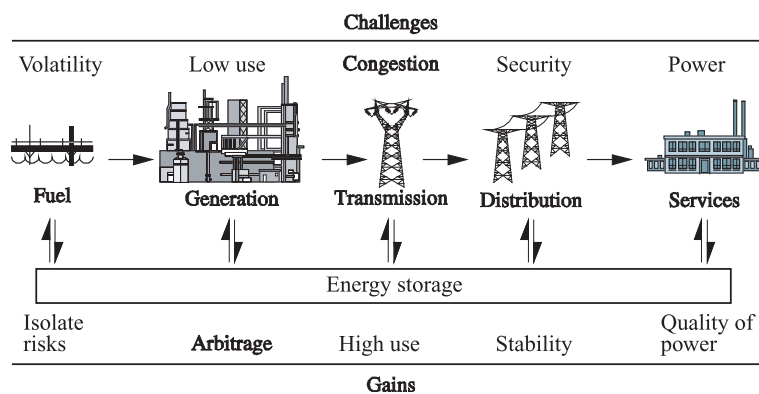 Challenges
Volatility
Low use
Congestion
Security
Power
Fuel
Generation
Transmission
Distribution
Services
Energy storage
Isolate
risks
Arbitrage
High use
Stability
Quality of
power
Gains